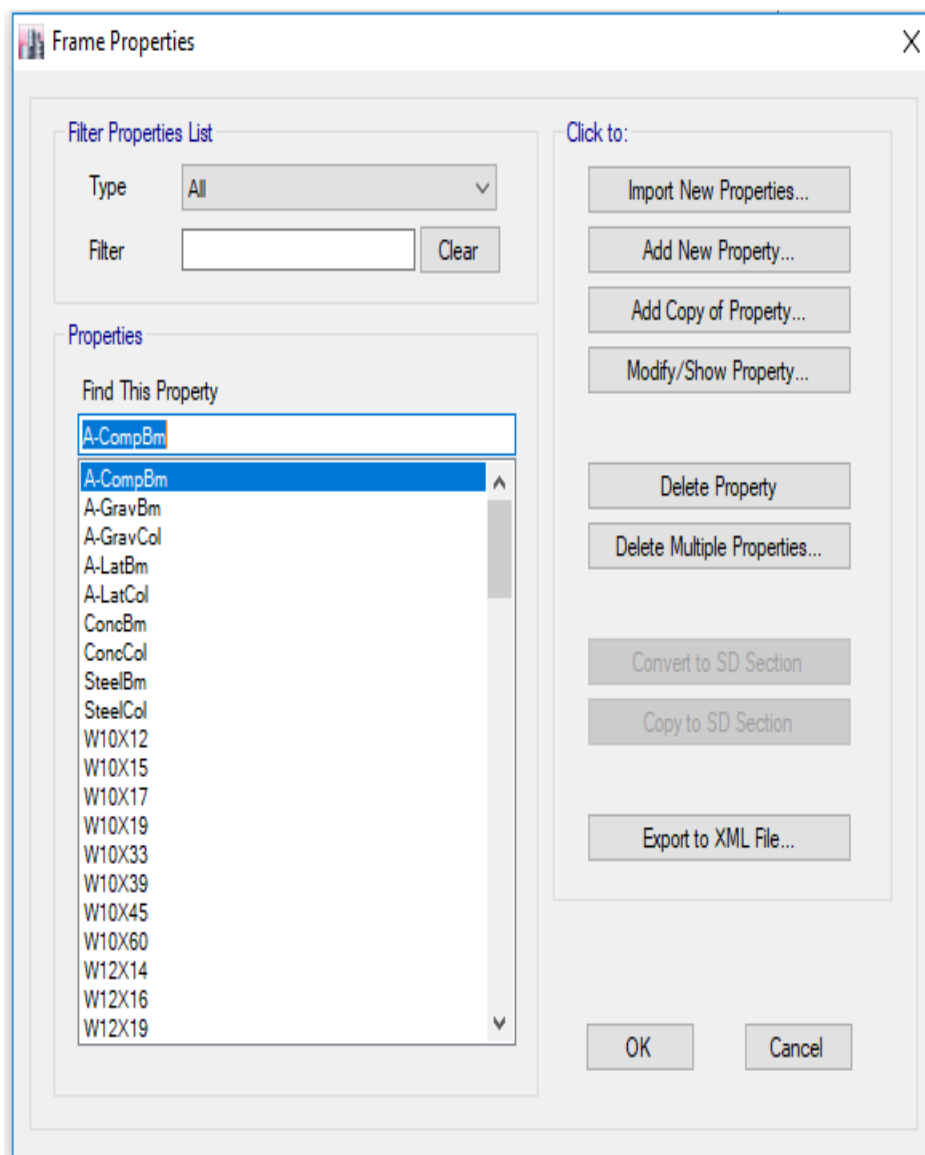 Frame Properties
Filter Properties List
Type
All
Filter
Clear
Properties
Find This Property
A-CompBm
A-CompBm
A-GravBm
A-GravCol
A-LatBm
A-LatCol
ConcBm
ConcCol
SteelBm
SteelCol
W10X12
W10X15
W10X17
W10X19
W10X33
W10X39
W10X45
W10X60
W12X14
W12X16
W12X19
Click to:
Import New Properties...
Add New Property...
Add Copy of Property...
Modify/Show Property...
Delete Property
Delete Multiple Properties...
Convert to SD Section
Copy to SD Section
Export to XML File...
OK
Cancel